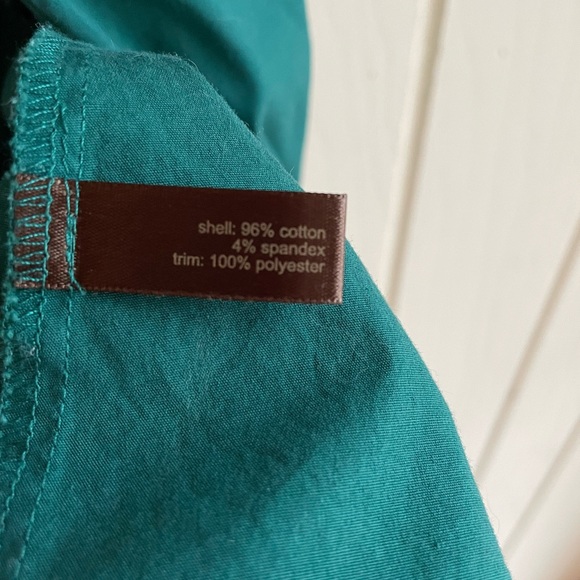 shell: 96% cotton
4% spandex
trim: 100% polyester